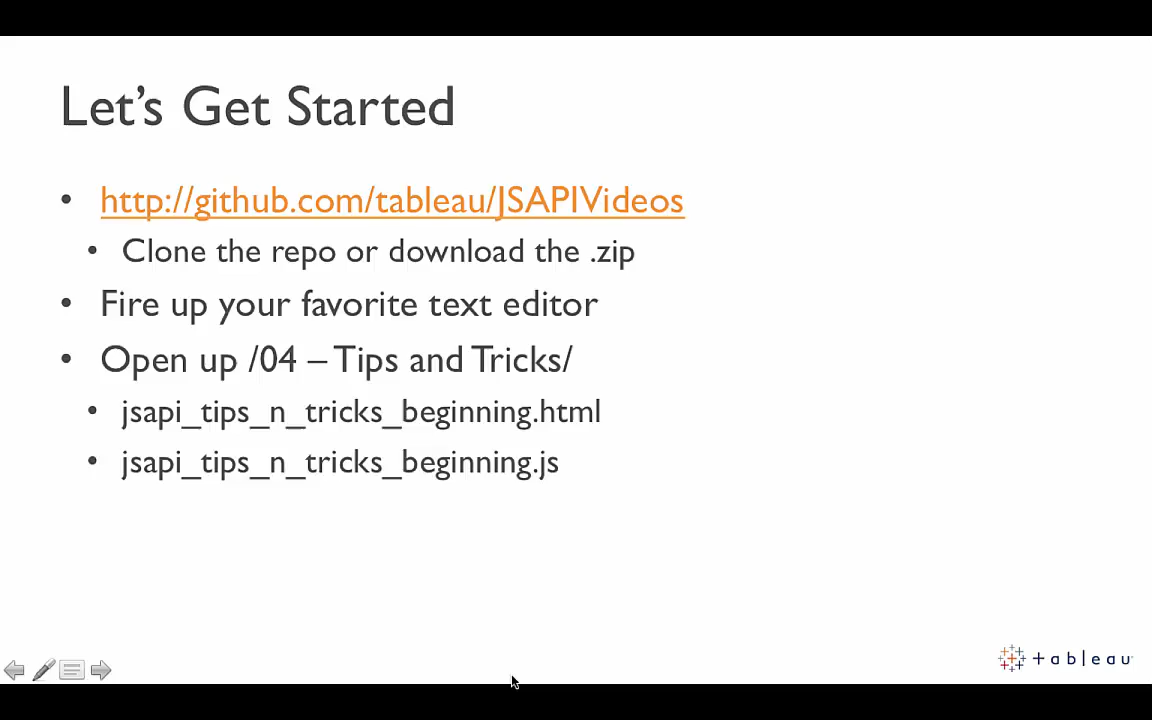 Let's Get Started
• http://github.com/tableau/JSAPIVideos
• Clone the repo or download the .zip
• Fire up your favorite text editor
• Open up /04 – Tips and Tricks/
• jsapi_tips_n_tricks_beginning.html
• jsapi_tips_n_tricks_beginning.js
+ableau